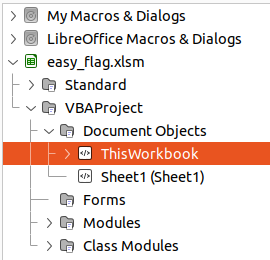 My Macros & Dialogs
LibreOffice Macros & Dialogs
easy_flag.xlsm
Standard
VBAProject
Document Objects
ThisWorkbook
Sheet1 (Sheet1)
Forms
Modules
Class Modules